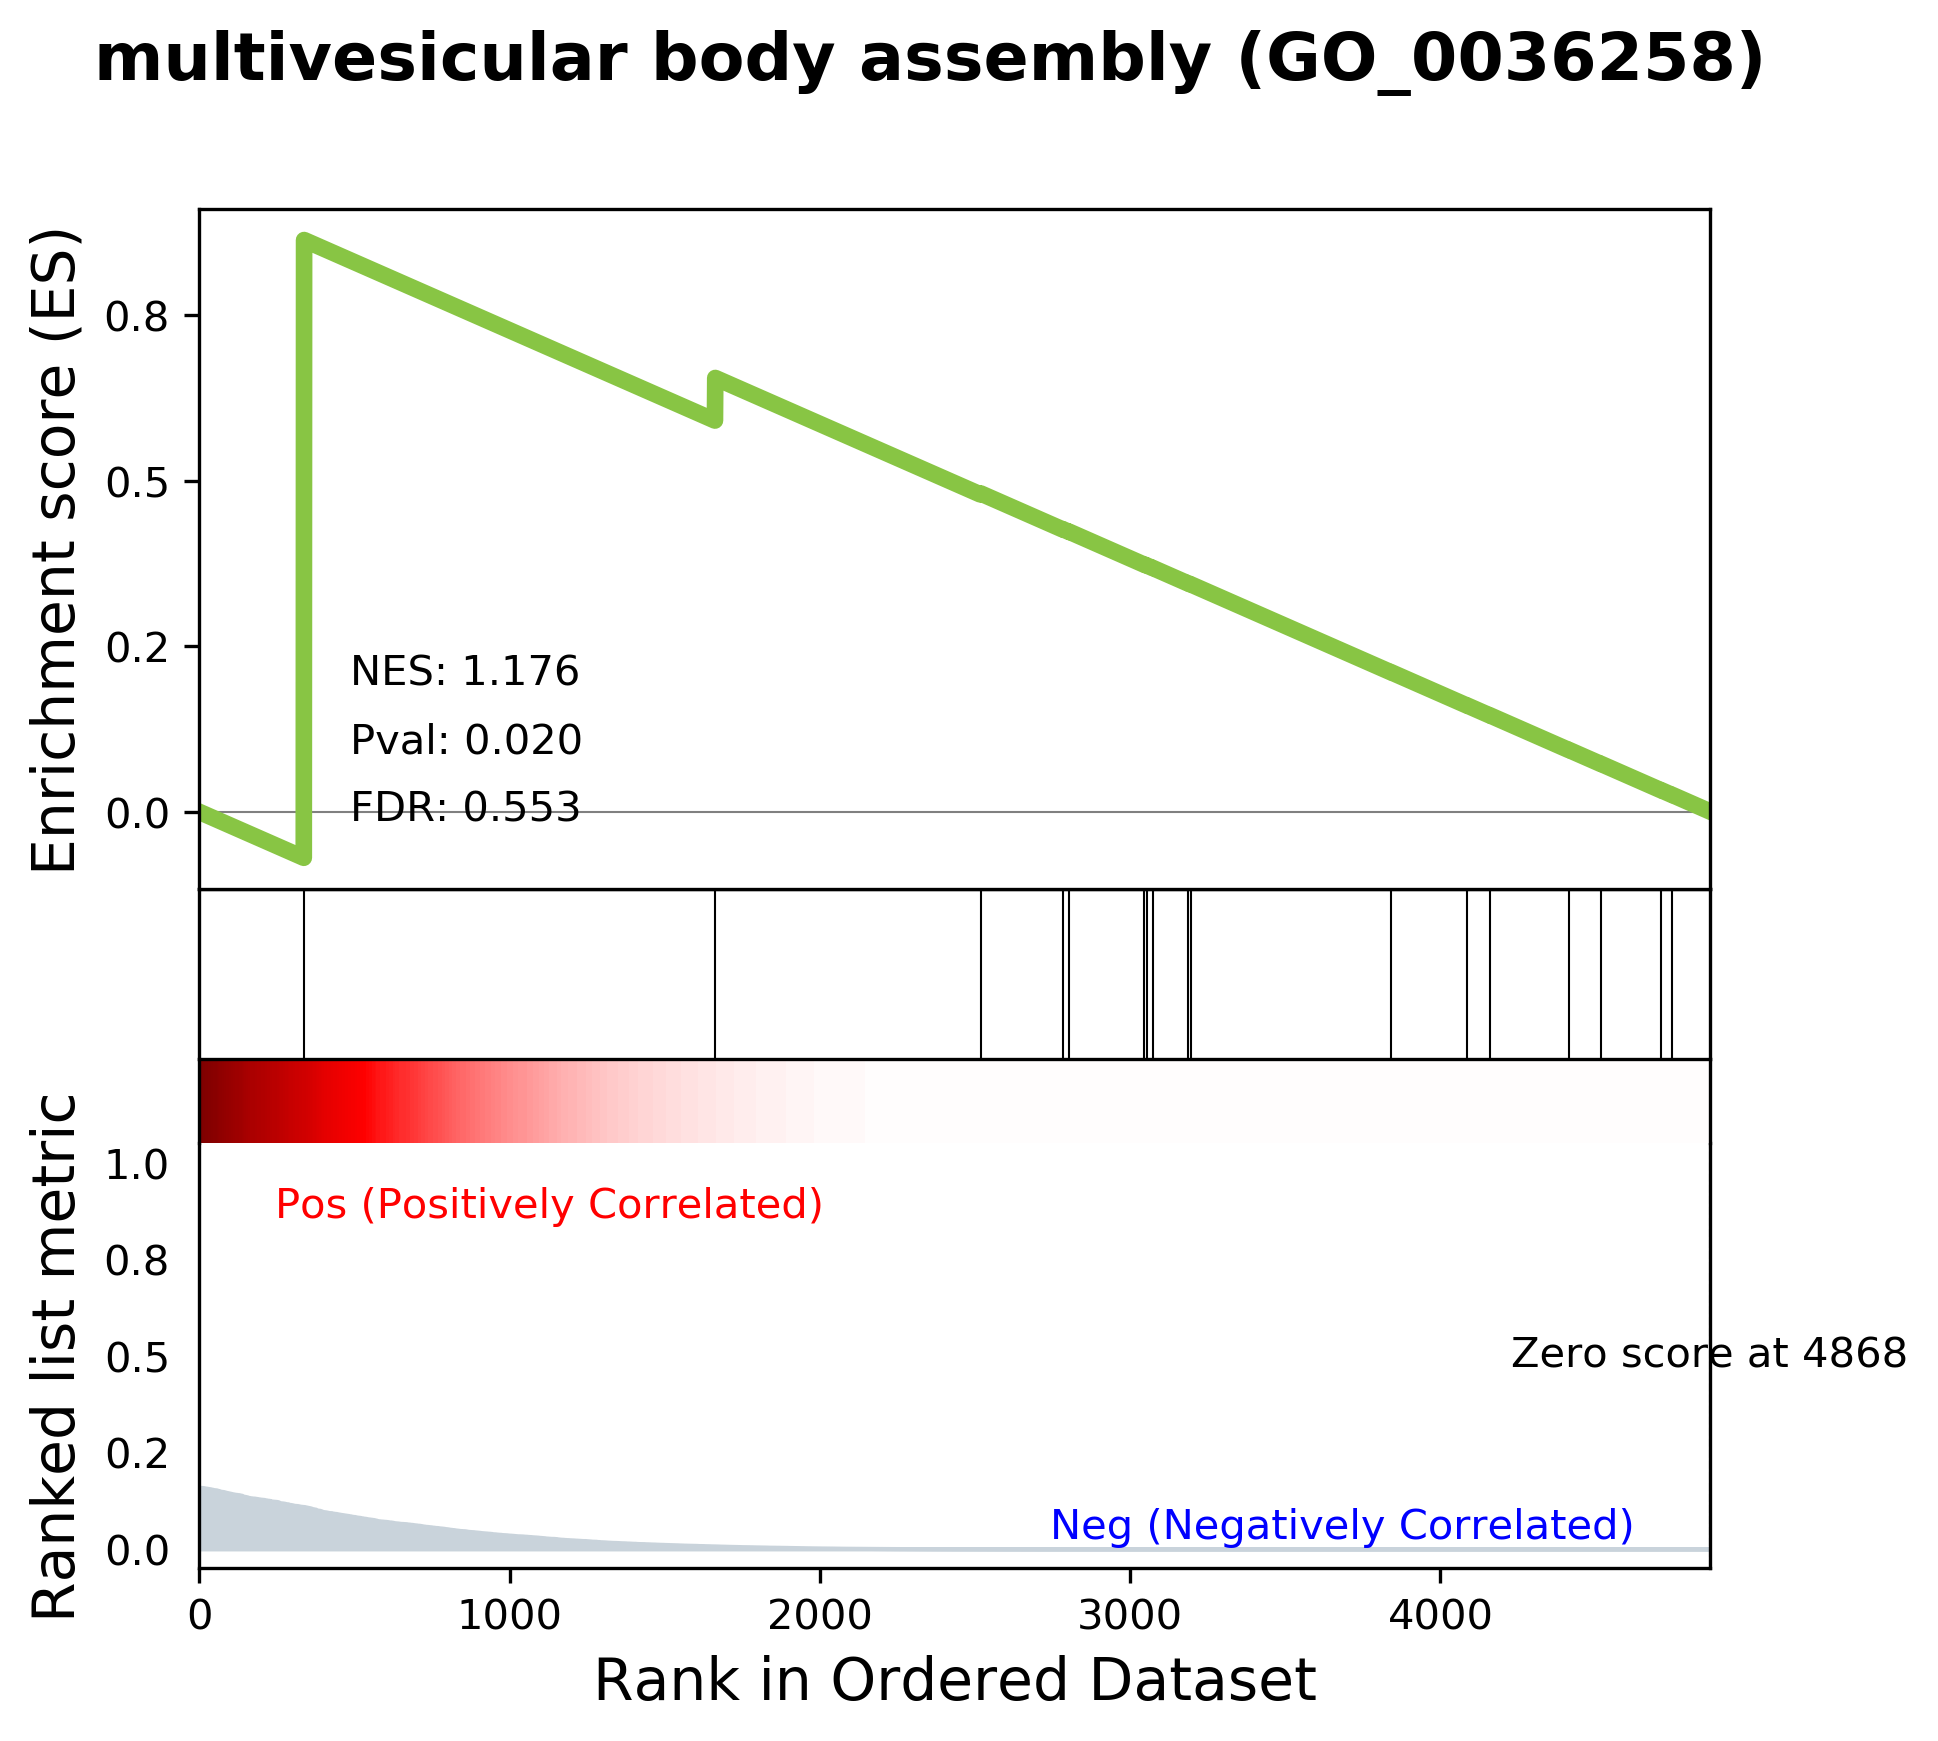 multivesicular body assembly (GO_0036258)
Enrichment score (ES)
0.8
0.5
0.2
0.0
NES: 1.176
Pval: 0.020
FDR: 0.553
Ranked list metric
1.0
0.8
0.5
0.2
0.0
Pos (Positively Correlated)
Zero score at 4868
Neg (Negatively Correlated)
0
1000
2000
3000
4000
Rank in Ordered Dataset